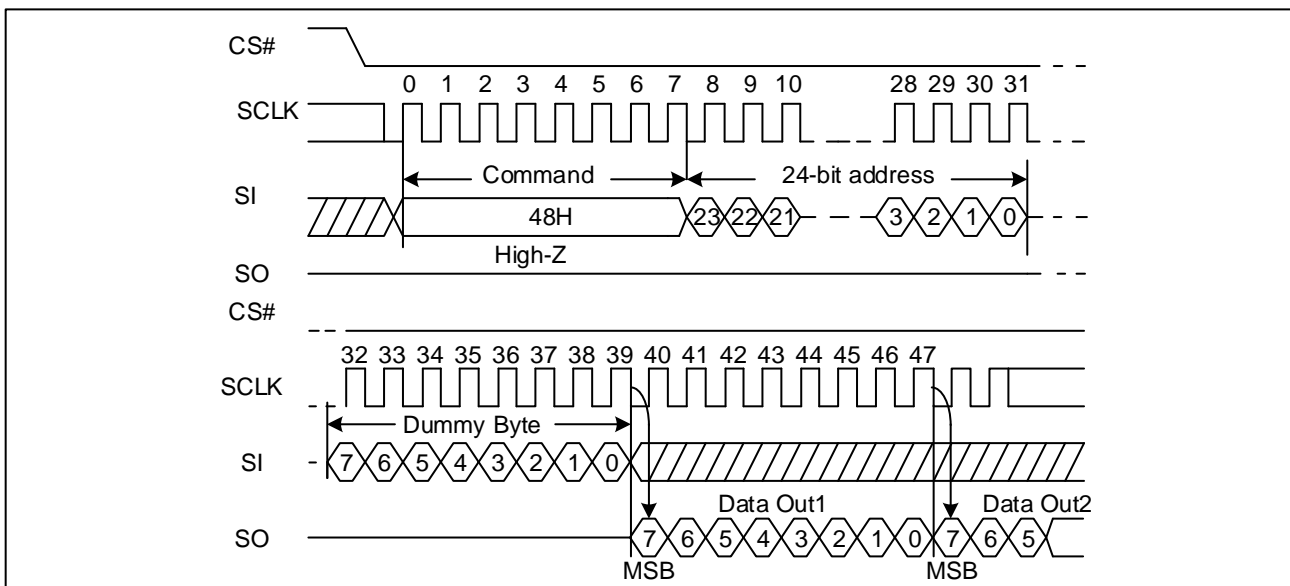 CS#
0 1 2 3 4 5 6 7 8 9 10 28 29 30 31
SCLK
Command 24-bit address
SI
48H 23 22 21 3 2 1 0
High-Z
SO
CS#
32 33 34 35 36 37 38 39 40 41 42 43 44 45 46 47
SCLK
Dummy Byte
SI 7 6 5 4 3 2 1 0
Data Out1 Data Out2
SO 7 6 5 4 3 2 1 0 7 6 5
MSB MSB